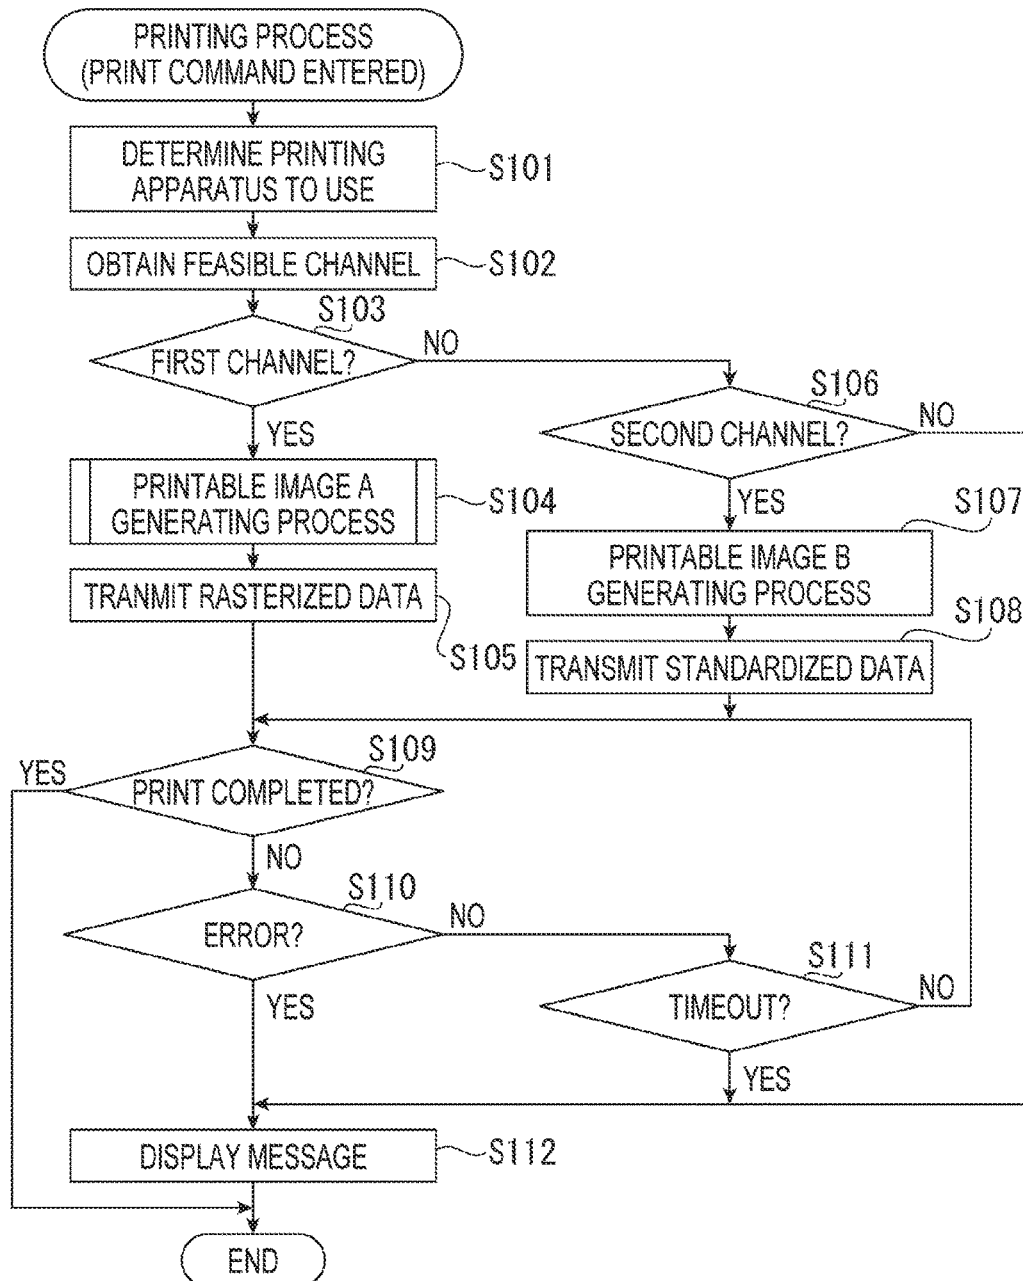 PRINTING PROCESS
(PRINT COMMAND ENTERED)
DETERMINE PRINTING
APPARATUS TO USE
S101
OBTAIN FEASIBLE CHANNEL
S102
S103
FIRST CHANNEL?
NO
YES
S106
SECOND CHANNEL?
NO
YES
PRINTABLE IMAGE A
GENERATING PROCESS
S104
S107
PRINTABLE IMAGE B
GENERATING PROCESS
TRANMIT RASTERIZED DATA
S105
S108
TRANSMIT STANDARDIZED DATA
S109
YES
PRINT COMPLETED?
NO
S110
ERROR?
NO
YES
S111
TIMEOUT?
NO
YES
DISPLAY MESSAGE
S112
END